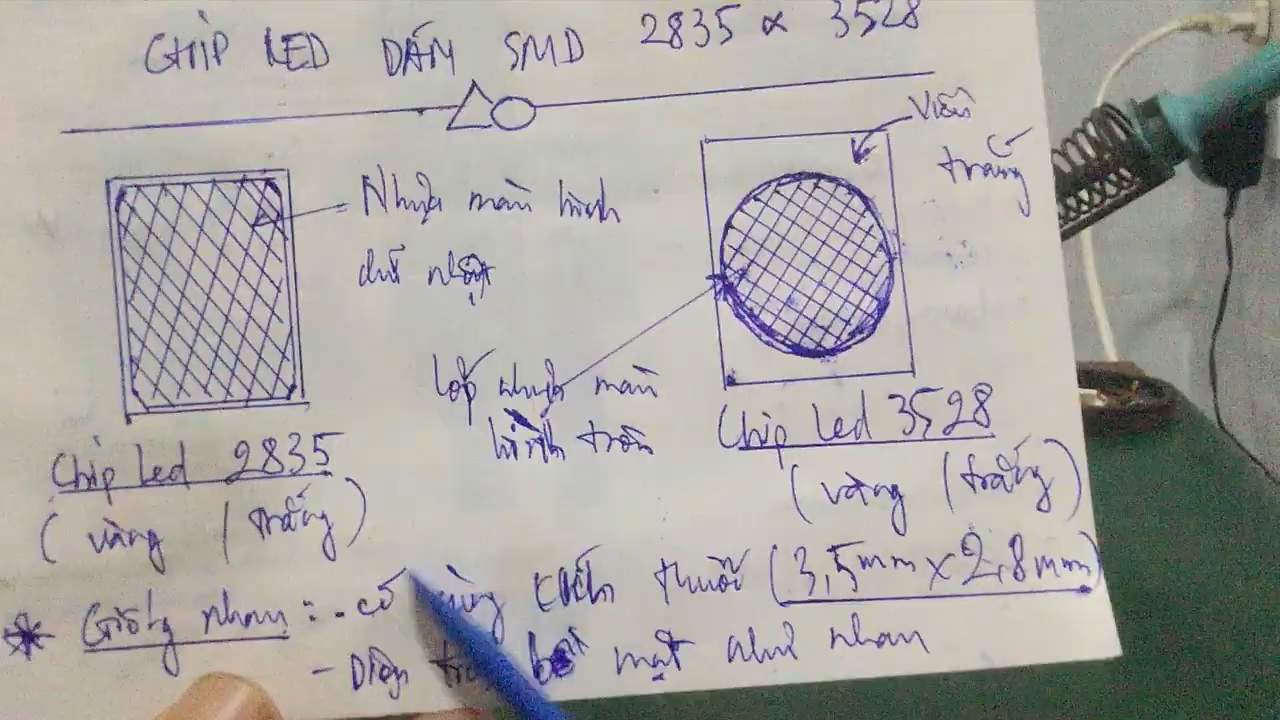 CHIP LED DÁN SMD 2835 & 3528
Viền
trắng
Nhựa màu hình
chữ nhật
lớp nhựa màu
hình tròn
Chip led 2835
(vàng / trắng)
Chip led 3528
(vàng / trắng)
* Giống nhau: - có cùng kích thước (3,5mm x 2,8mm)
- Diện bề mặt như nhau